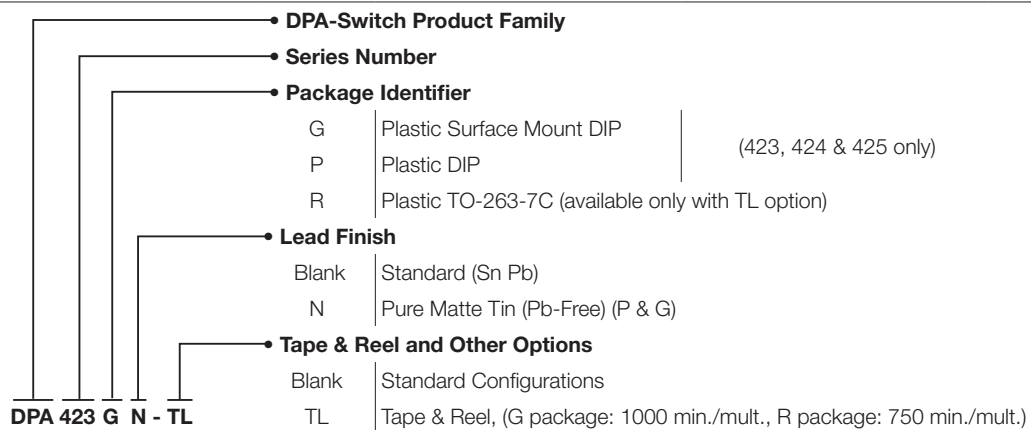 DPA-Switch Product Family
Series Number
Package Identifier
G Plastic Surface Mount DIP
(423, 424 & 425 only)
P Plastic DIP
R Plastic TO-263-7C (available only with TL option)
Lead Finish
Blank Standard (Sn Pb)
N Pure Matte Tin (Pb-Free) (P & G)
Tape & Reel and Other Options
Blank Standard Configurations
DPA 423 G N - TL TL Tape & Reel, (G package: 1000 min./mult., R package: 750 min./mult.)